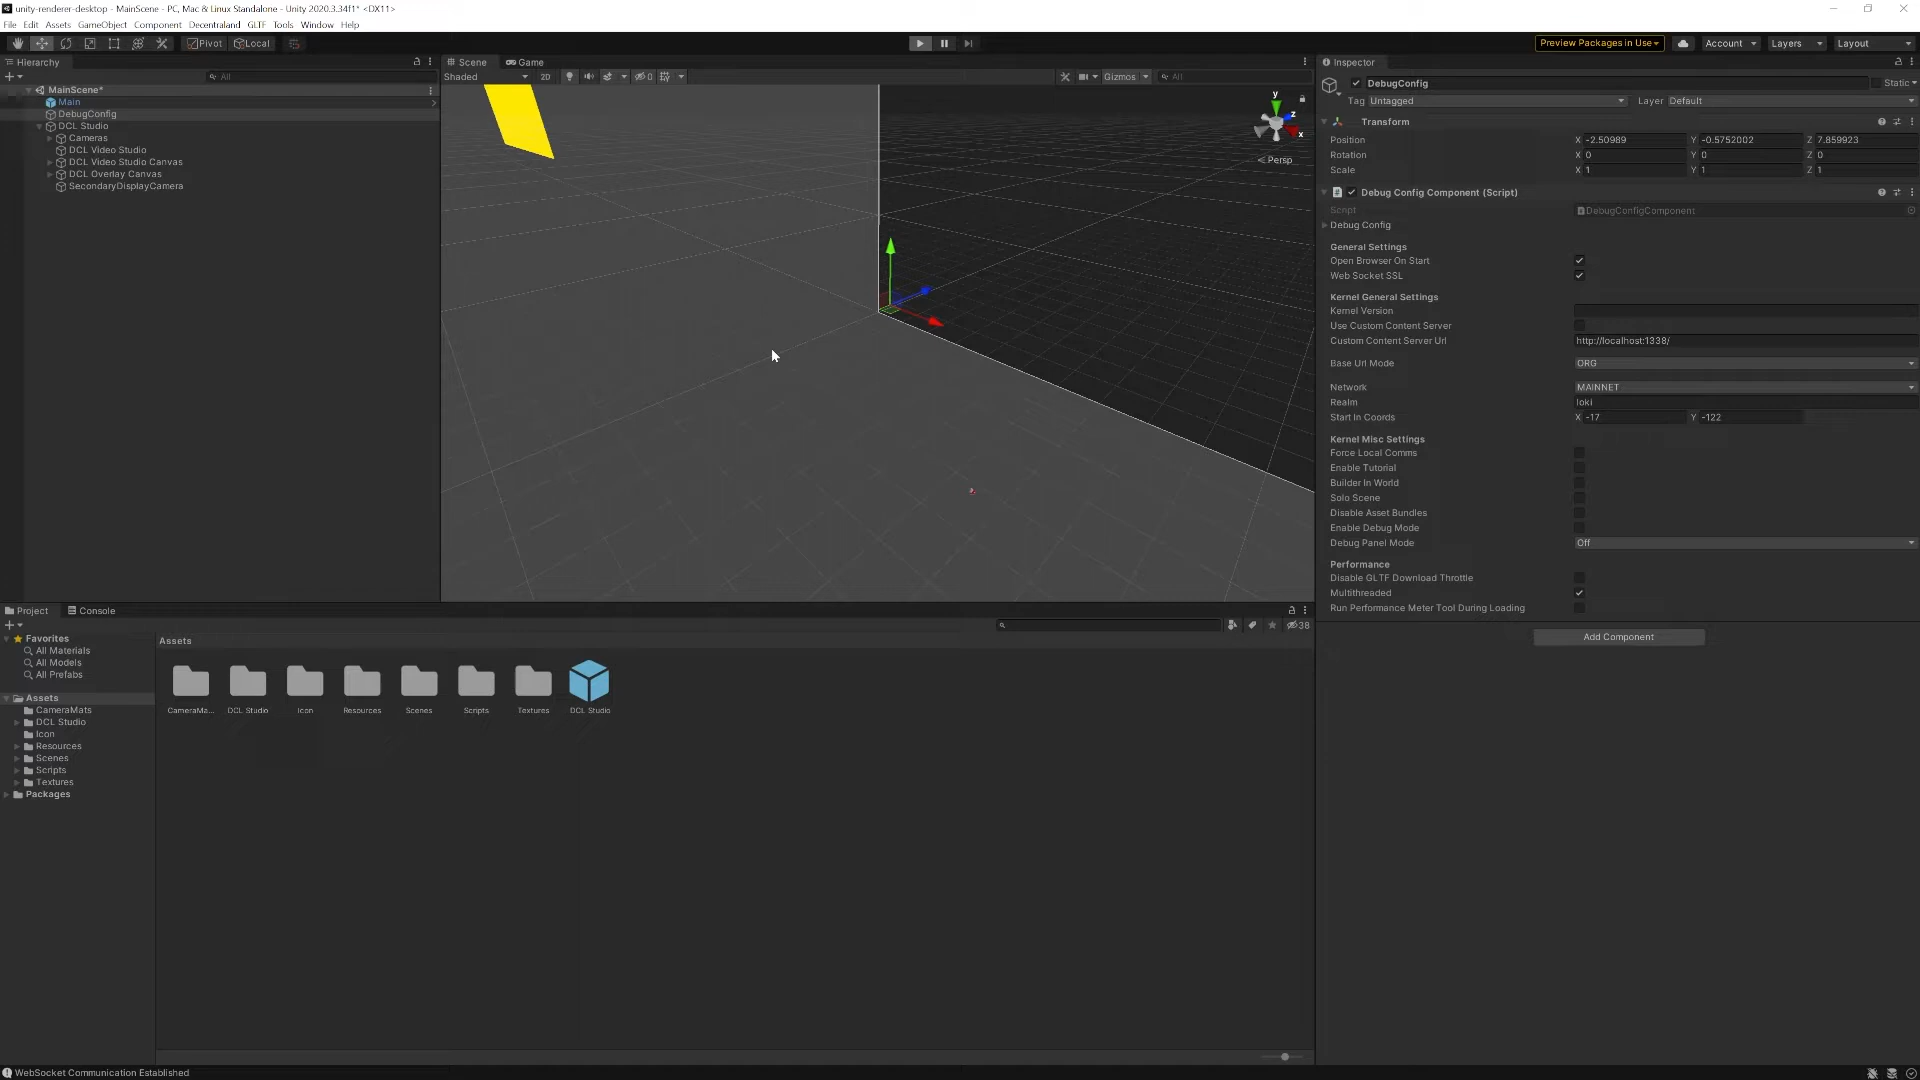 unity-renderer-desktop - MainScene - PC, Mac & Linux Standalone - Unity 2020.3.34f1* <DX11>
File Edit Assets GameObject Component Decentraland GLTF Tools Window Help
Pivot Local Preview Packages in Use Account Layers Layout
Hierarchy
All
MainScene*
Main
DebugConfig
DCL Studio
Cameras
DCL Video Studio
DCL Video Studio Canvas
DCL Overlay Canvas
SecondaryDisplayCamera
Scene Game
Shaded 2D 0 Gizmos All
y
z
x
< Persp
Inspector
DebugConfig Static
Tag Untagged Layer Default
Transform
Position X -2.50989 Y -0.5752002 Z 7.859923
Rotation X 0 Y 0 Z 0
Scale X 1 Y 1 Z 1
Debug Config Component (Script)
Script DebugConfigComponent
Debug Config
General Settings
Open Browser On Start
Web Socket SSL
Kernel General Settings
Kernel Version
Use Custom Content Server
Custom Content Server Url http://localhost:1338/
Base Url Mode ORG
Network MAINNET
Realm loki
Start In Coords X -17 Y -122
Kernel Misc Settings
Force Local Comms
Enable Tutorial
Builder In World
Solo Scene
Disable Asset Bundles
Enable Debug Mode
Debug Panel Mode Off
Performance
Disable GLTF Download Throttle
Multithreaded
Run Performance Meter Tool During Loading
Add Component
Project Console
38
Favorites
All Materials
All Models
All Prefabs
Assets
CameraMats
DCL Studio
Icon
Resources
Scenes
Scripts
Textures
Packages
Assets
CameraMa... DCL Studio Icon Resources Scenes Scripts Textures DCL Studio
WebSocket Communication Established